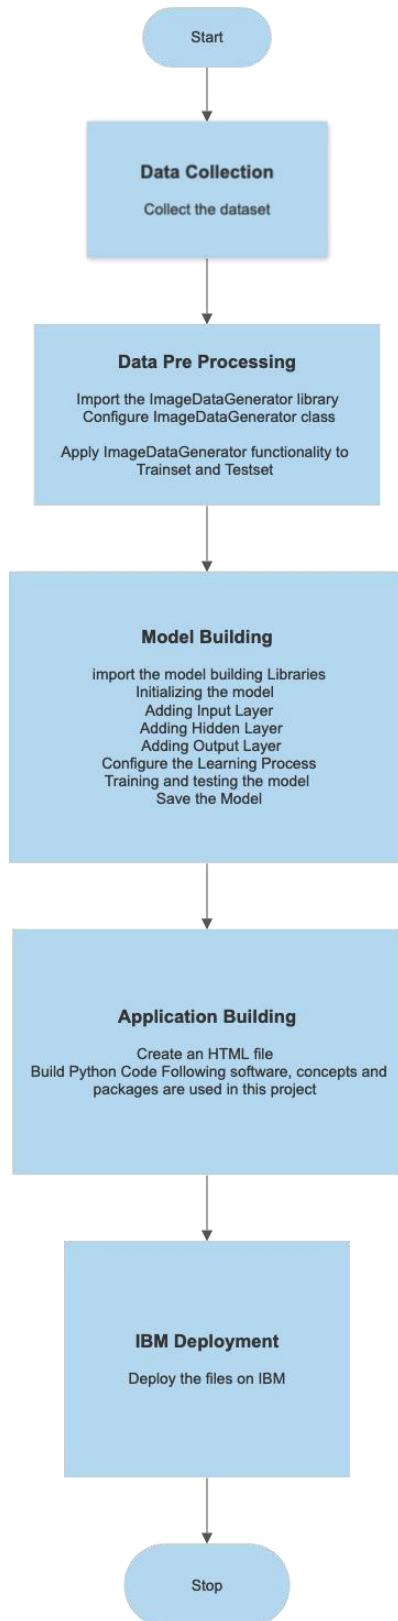 Start
Data Collection
Collect the dataset
Data Pre Processing
Import the ImageDataGenerator library
Configure ImageDataGenerator class
Apply ImageDataGenerator functionality to
Trainset and Testset
Model Building
import the model building Libraries
Initializing the model
Adding Input Layer
Adding Hidden Layer
Adding Output Layer
Configure the Learning Process
Training and testing the model
Save the Model
Application Building
Create an HTML file
Build Python Code Following software, concepts and
packages are used in this project
IBM Deployment
Deploy the files on IBM
Stop